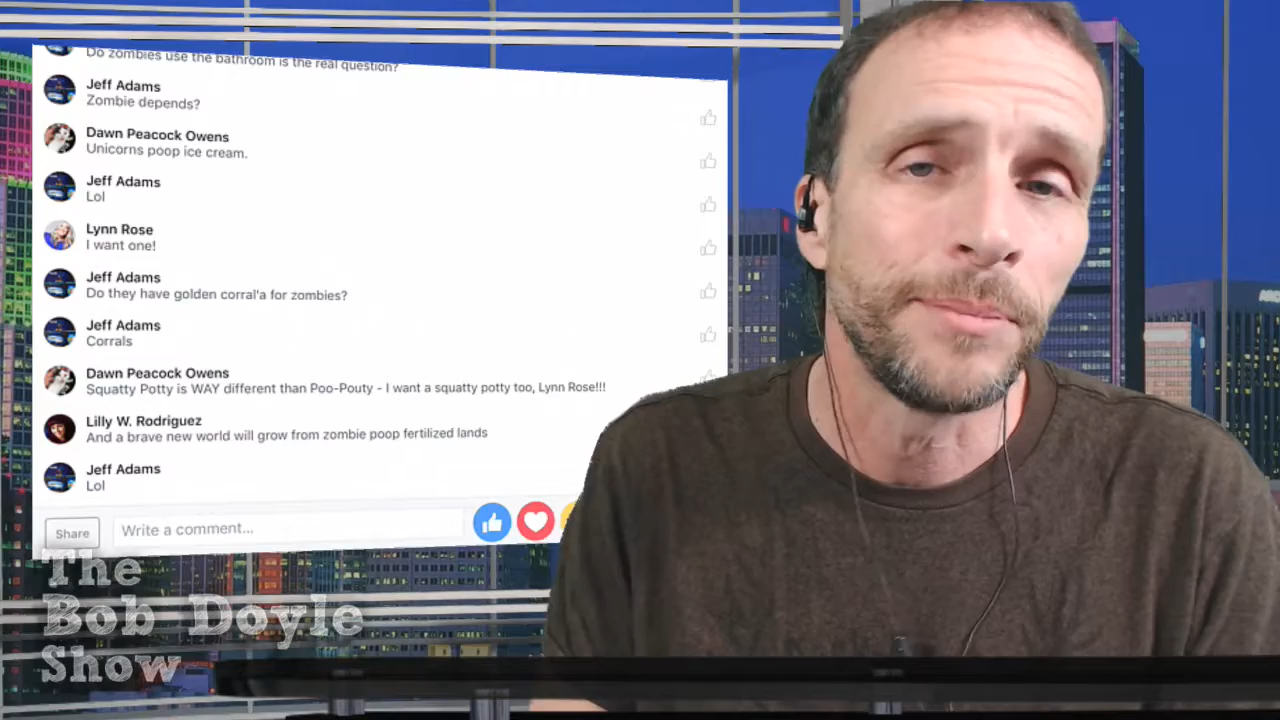 Do zombies use the bathroom is the real question?
Jeff Adams
Zombie depends?
Dawn Peacock Owens
Unicorns poop ice cream.
Jeff Adams
Lol
Lynn Rose
I want one!
Jeff Adams
Do they have golden corral'a for zombies?
Jeff Adams
Corrals
Dawn Peacock Owens
Squatty Potty is WAY different than Poo-Pouty - I want a squatty potty too, Lynn Rose!!!
Lilly W. Rodriguez
And a brave new world will grow from zombie poop fertilized lands
Jeff Adams
Lol
Share
Write a comment...
The
Bob Doyle
Show